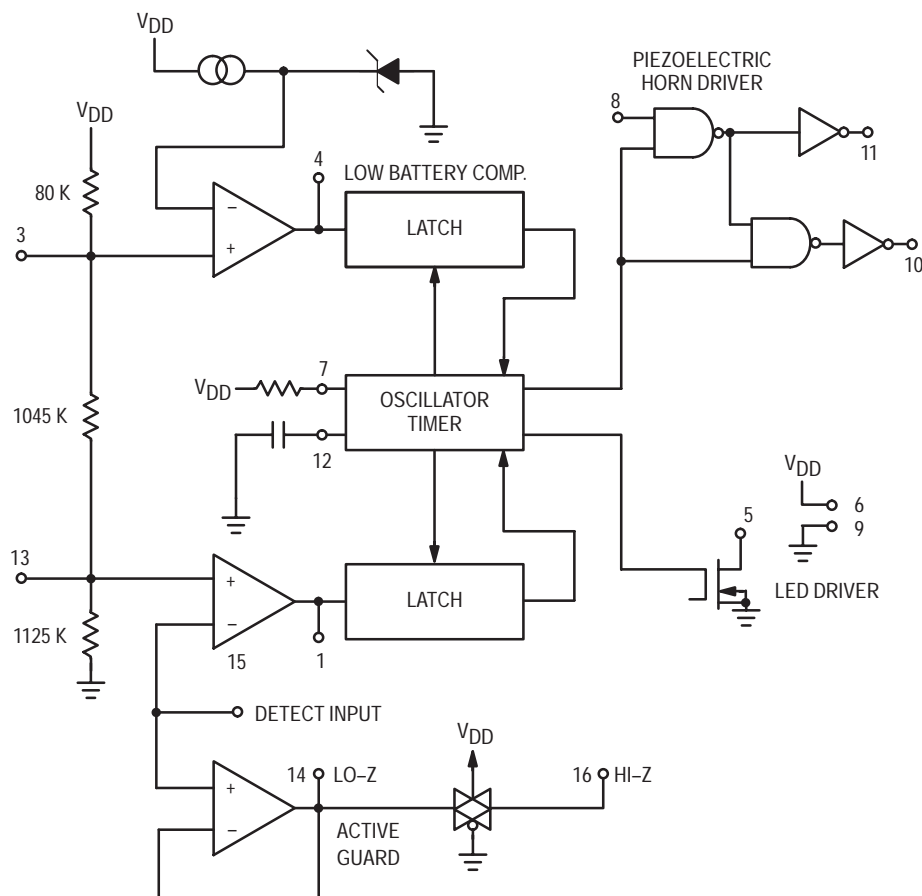 VDD
PIEZOELECTRIC
HORN DRIVER
8
VDD
11
4
LOW BATTERY COMP.
80 K
−
LATCH
3
+
10
7
VDD
OSCILLATOR
TIMER
1045 K
12
VDD
6
5
9
13
+
LATCH
LED DRIVER
−
1125 K
15
1
DETECT INPUT
VDD
14
LO–Z
16
HI–Z
+
−
ACTIVE
GUARD